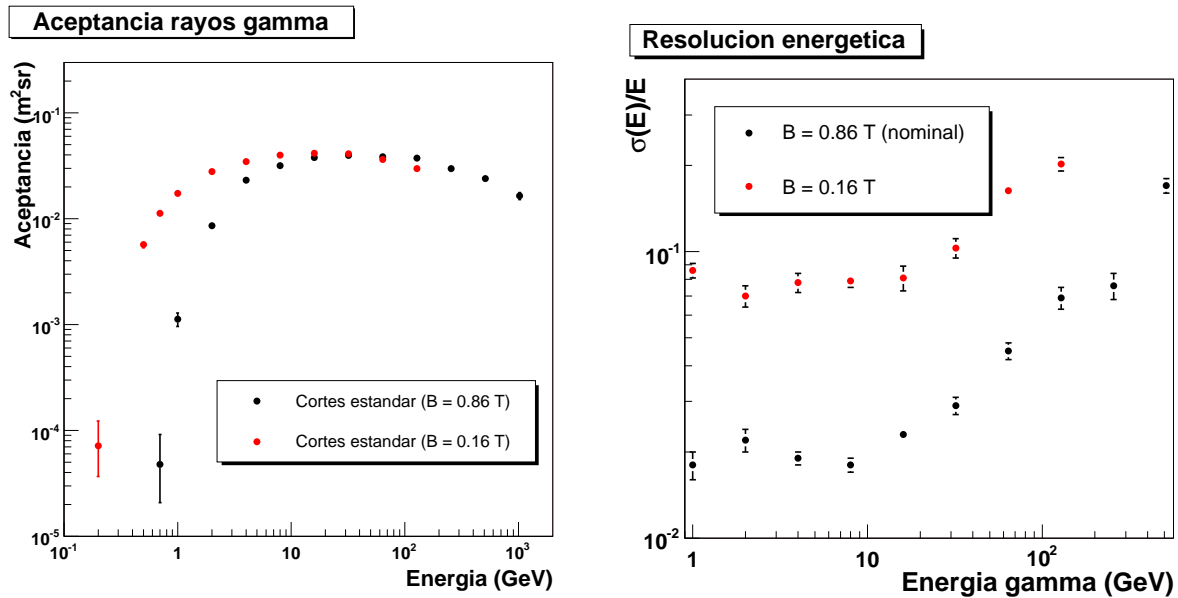 Aceptancia rayos gamma
Aceptancia (m²sr)
10⁻¹
10⁻²
10⁻³
10⁻⁴
10⁻⁵
Cortes estandar (B = 0.86 T)
Cortes estandar (B = 0.16 T)
10⁻¹ 1 10 10² 10³
Energia (GeV)
Resolucion energetica
σ(E)/E
B = 0.86 T (nominal)
B = 0.16 T
10⁻¹
10⁻²
1 10 10²
Energia gamma (GeV)